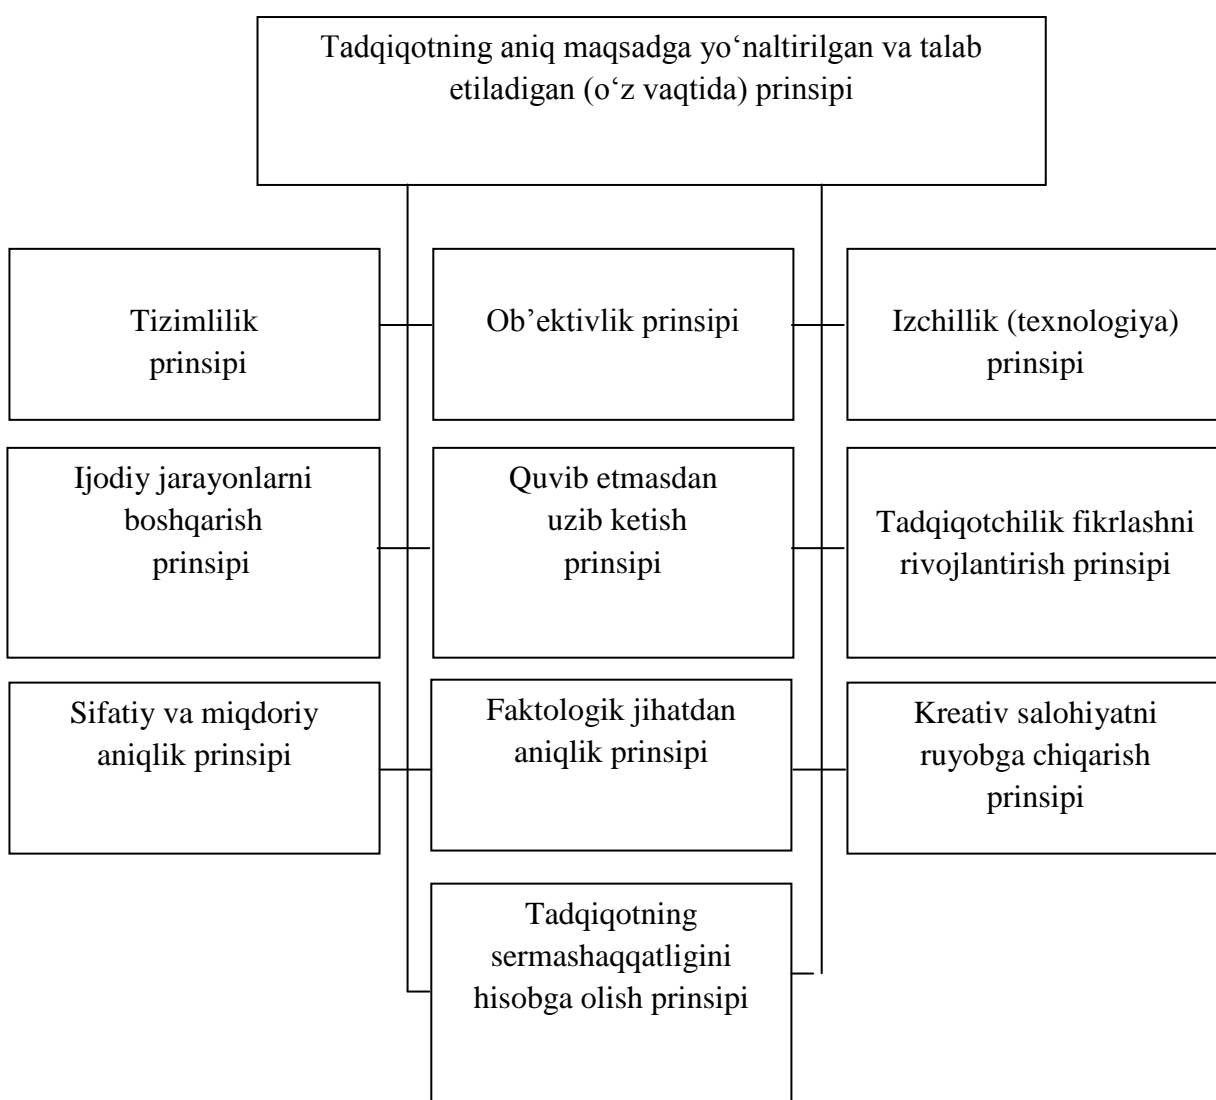 Tadqiqotning aniq maqsadga yo‘naltirilgan va talab
etiladigan (o‘z vaqtida) prinsipi
Tizimlilik
prinsipi
Ob’ektivlik prinsipi
Izchillik (texnologiya)
prinsipi
Ijodiy jarayonlarni
boshqarish
prinsipi
Quvib etmasdan
uzib ketish
prinsipi
Tadqiqotchilik fikrlashni
rivojlantirish prinsipi
Sifatiy va miqdoriy
aniqlik prinsipi
Faktologik jihatdan
aniqlik prinsipi
Kreativ salohiyatni
ruyobga chiqarish
prinsipi
Tadqiqotning
sermashaqqatligini
hisobga olish prinsipi